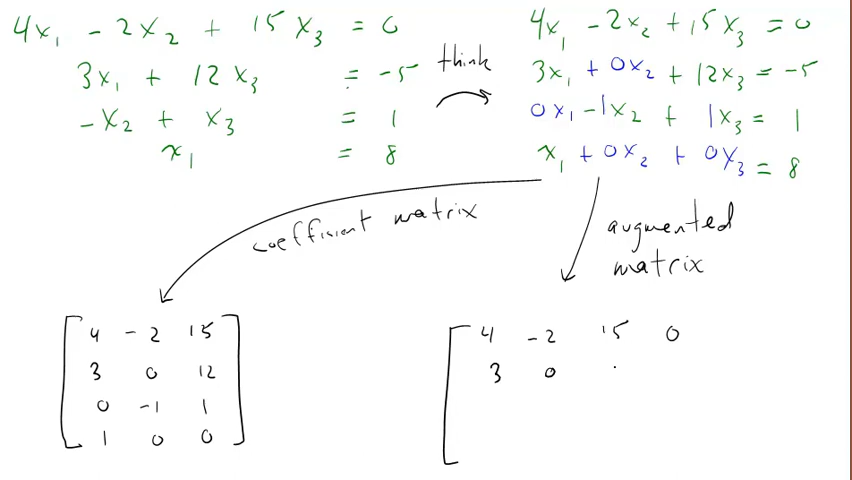 4x₁ - 2x₂ + 15x₃ = 0
3x₁ + 12x₃ = -5
-x₂ + x₃ = 1
x₁ = 8
think
4x₁ - 2x₂ + 15x₃ = 0
3x₁ + 0x₂ + 12x₃ = -5
0x₁ - 1x₂ + 1x₃ = 1
x₁ + 0x₂ + 0x₃ = 8
coeffisient matrix
augmented
matrix
4 -2 15
3 0 12
0 -1 1
1 0 0
4 -2 15 0
3 0